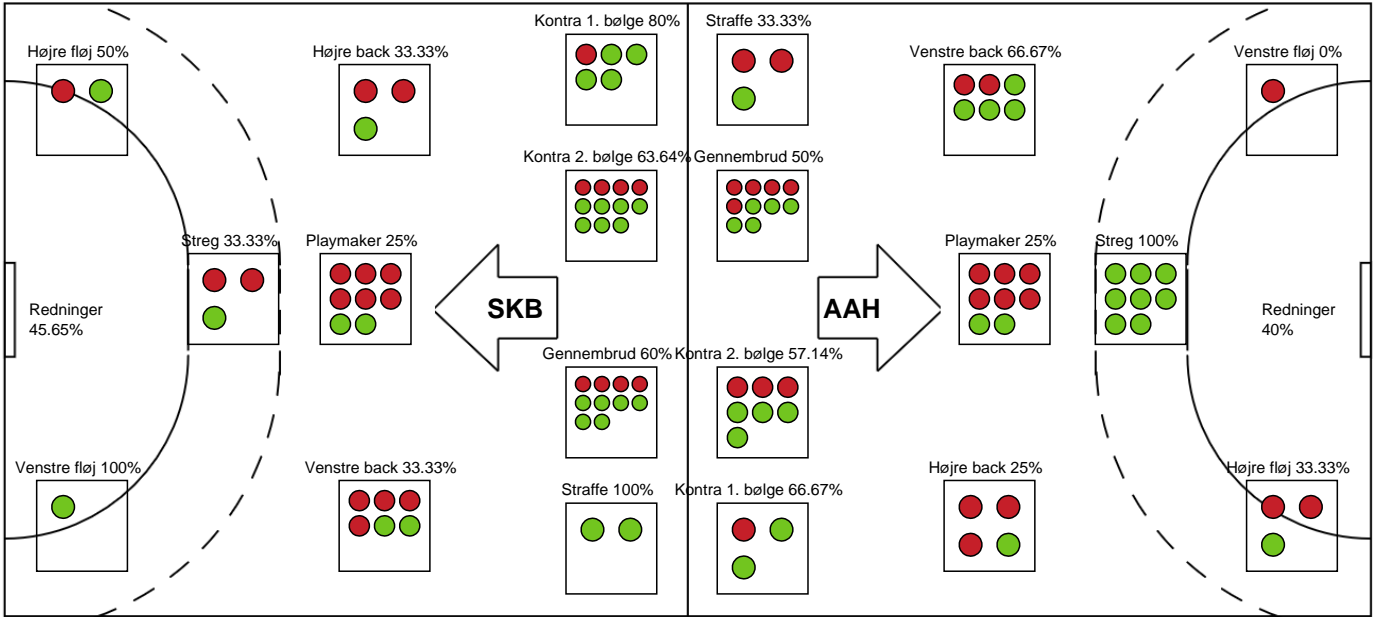 Kontra 1. bølge 80%
Straffe 33.33%
Højre fløj 50%
Højre back 33.33%
Venstre back 66.67%
Venstre fløj 0%
Kontra 2. bølge 63.64%
Gennembrud 50%
Streg 33.33%
Playmaker 25%
Playmaker 25%
Streg 100%
Redninger
45.65%
SKB
AAH
Redninger
40%
Gennembrud 60%
Kontra 2. bølge 57.14%
Venstre fløj 100%
Venstre back 33.33%
Straffe 100%
Kontra 1. bølge 66.67%
Højre back 25%
Højre fløj 33.33%